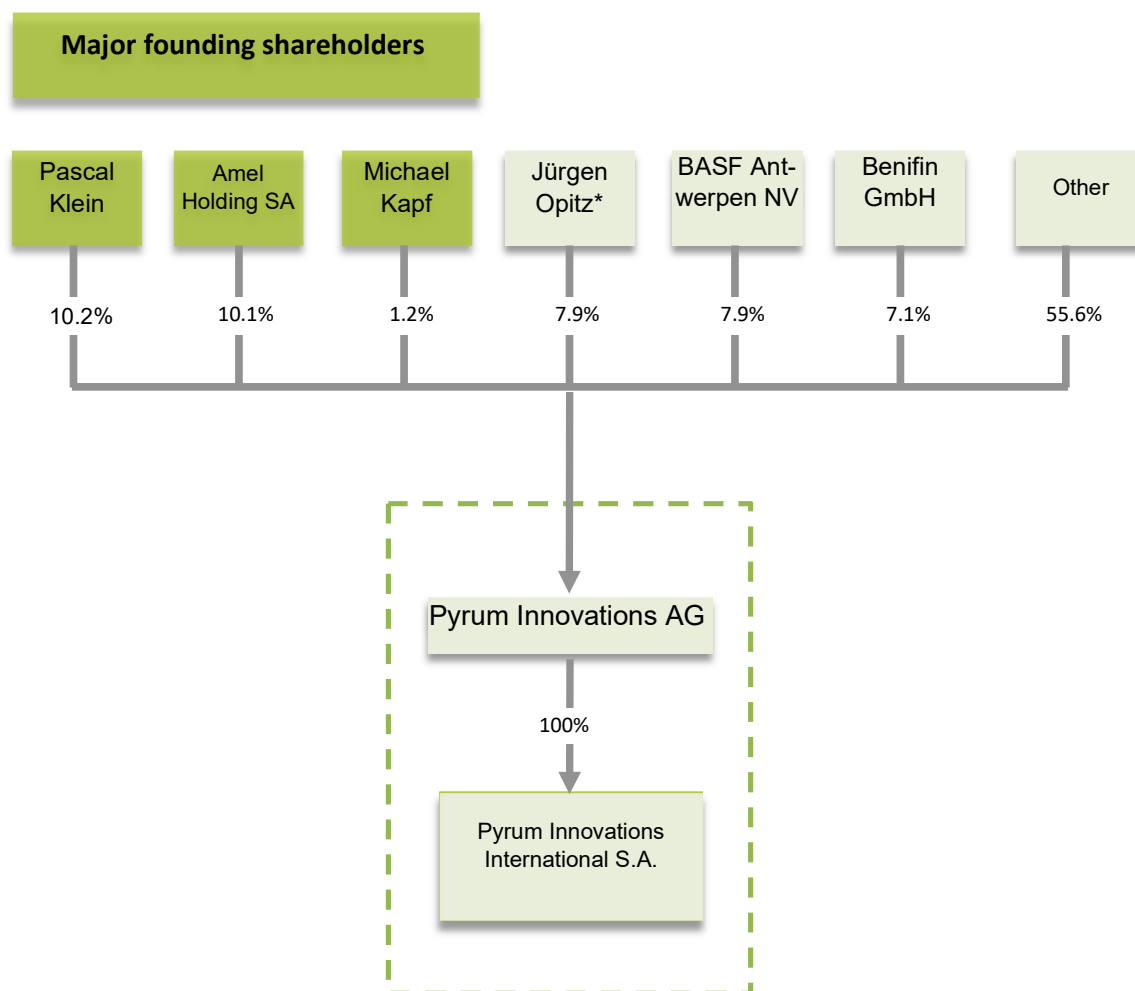 Major founding shareholders
Pascal
Klein
Amel
Holding SA
Michael
Kapf
Jürgen
Opitz*
BASF Ant-
werpen NV
Benifin
GmbH
Other
10.2%
10.1%
1.2%
7.9%
7.9%
7.1%
55.6%
Pyrum Innovations AG
100%
Pyrum Innovations
International S.A.